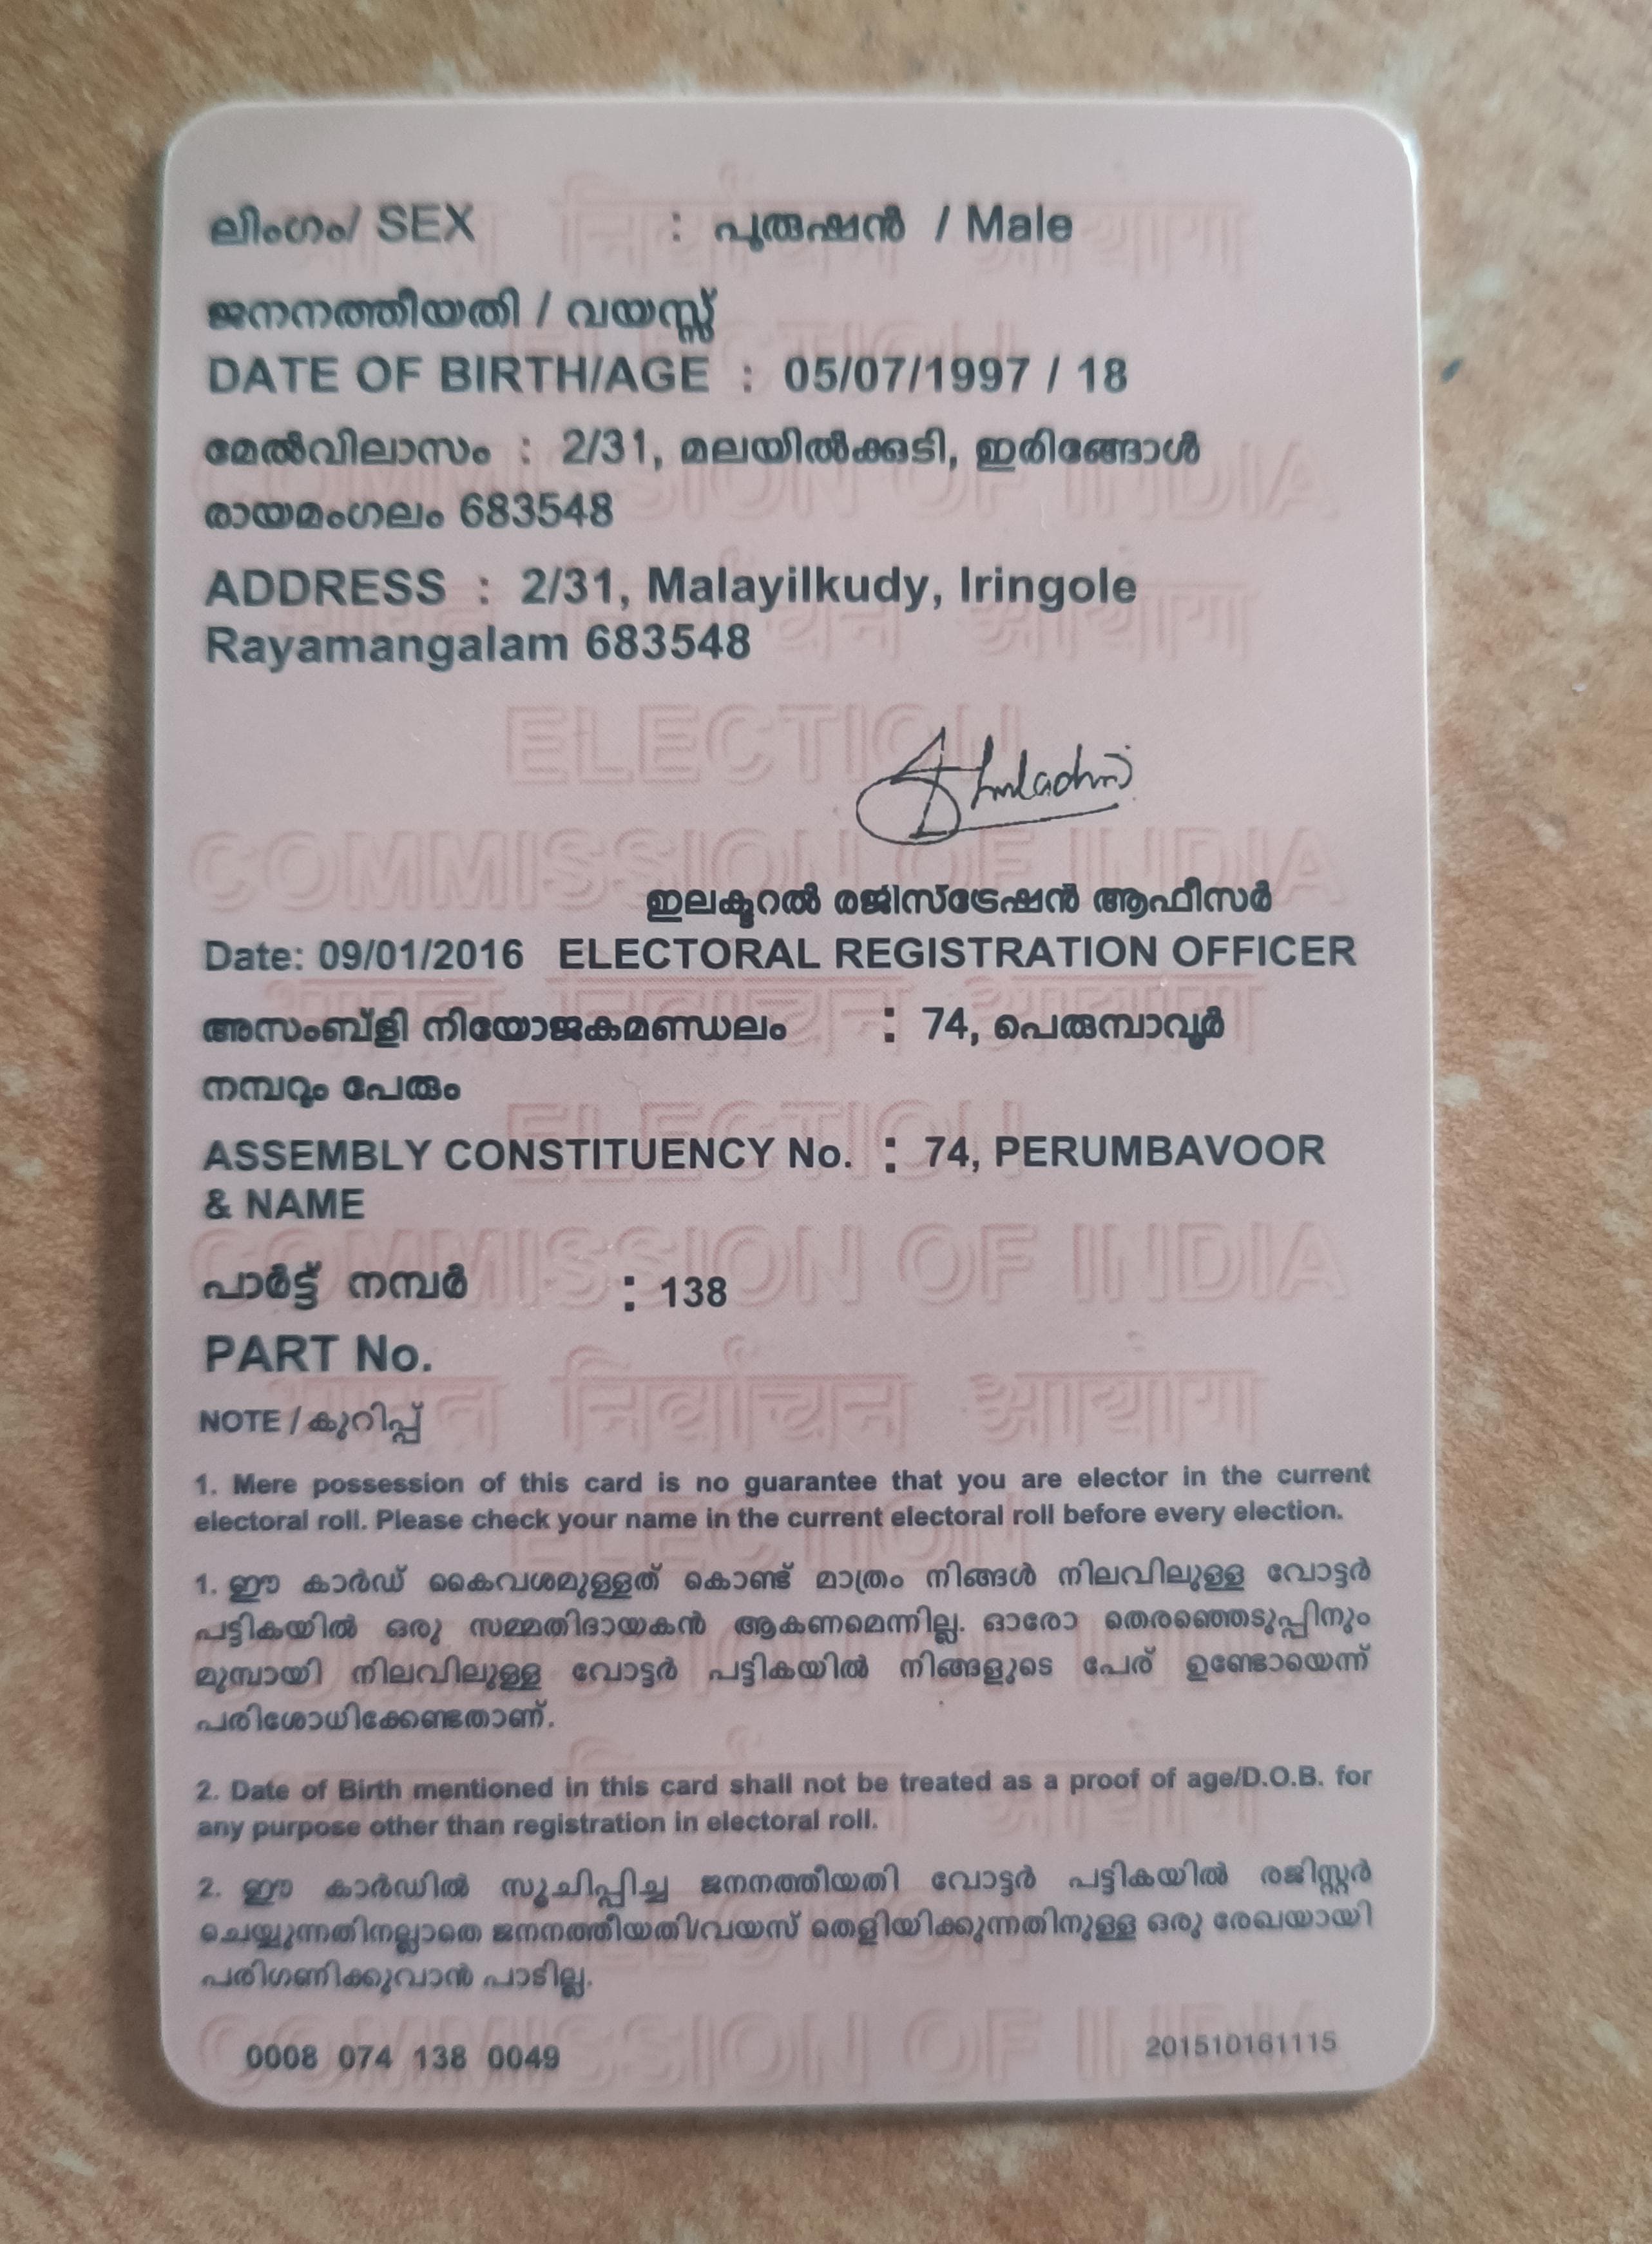 ലിംഗം/ SEX : പുരുഷൻ / Male
ജനനത്തീയതി / വയസ്സ്
DATE OF BIRTH/AGE : 05/07/1997 / 18
മേൽവിലാസം : 2/31, മലയിൽക്കുടി, ഇരിങ്ങോൾ
രായമംഗലം 683548
ADDRESS : 2/31, Malayilkudy, Iringole
Rayamangalam 683548
ഇലക്ടറൽ രജിസ്ട്രേഷൻ ആഫീസർ
Date: 09/01/2016 ELECTORAL REGISTRATION OFFICER
അസംബ്ളി നിയോജകമണ്ഡലം : 74, പെരുമ്പാവൂർ
നമ്പറും പേരും
ASSEMBLY CONSTITUENCY No. : 74, PERUMBAVOOR
& NAME
പാർട്ട് നമ്പർ : 138
PART No.
NOTE / കുറിപ്പ്
1. Mere possession of this card is no guarantee that you are elector in the current
electoral roll. Please check your name in the current electoral roll before every election.
1. ഈ കാർഡ് കൈവശമുള്ളത് കൊണ്ട് മാത്രം നിങ്ങൾ നിലവിലുള്ള വോട്ടർ
പട്ടികയിൽ ഒരു സമ്മതിദായകൻ ആകണമെന്നില്ല. ഓരോ തെരഞ്ഞെടുപ്പിനും
മുമ്പായി നിലവിലുള്ള വോട്ടർ പട്ടികയിൽ നിങ്ങളുടെ പേര് ഉണ്ടോയെന്ന്
പരിശോധിക്കേണ്ടതാണ്.
2. Date of Birth mentioned in this card shall not be treated as a proof of age/D.O.B. for
any purpose other than registration in electoral roll.
2. ഈ കാർഡിൽ സൂചിപ്പിച്ച ജനനത്തീയതി വോട്ടർ പട്ടികയിൽ രജിസ്റ്റർ
ചെയ്യുന്നതിനല്ലാതെ ജനനത്തീയതി/വയസ് തെളിയിക്കുന്നതിനുള്ള ഒരു രേഖയായി
പരിഗണിക്കുവാൻ പാടില്ല.
0008 074 138 0049 201510161115